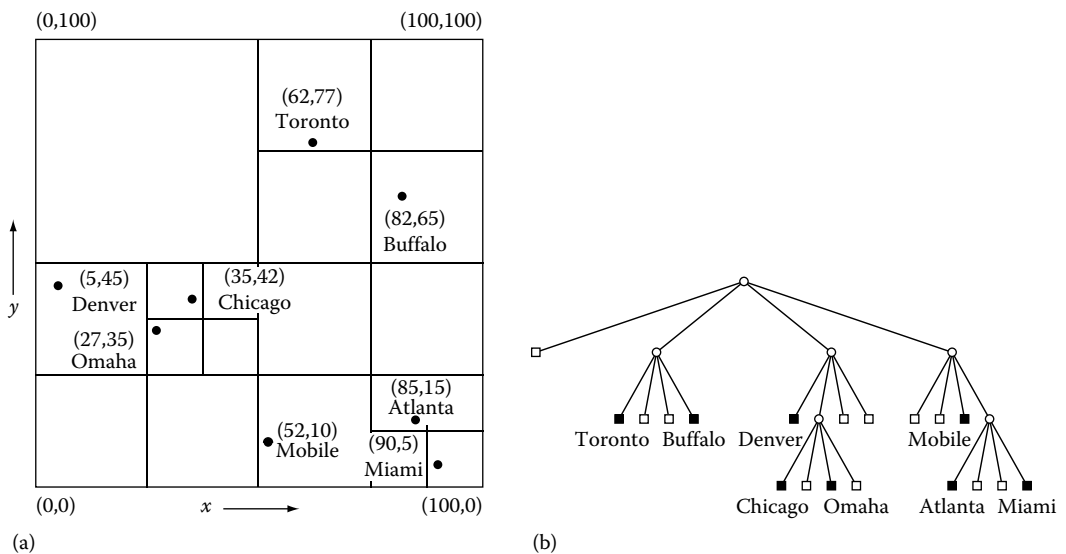 (0,100) (100,100)
(62,77)
Toronto
(82,65)
Buffalo
y
(5,45)
Denver
(35,42)
Chicago
(27,35)
Omaha
(85,15)
Atlanta
(52,10)
Mobile
(90,5)
Miami
(0,0) x (100,0)
(a)
Toronto Buffalo Denver Mobile
Chicago Omaha Atlanta Miami
(b)